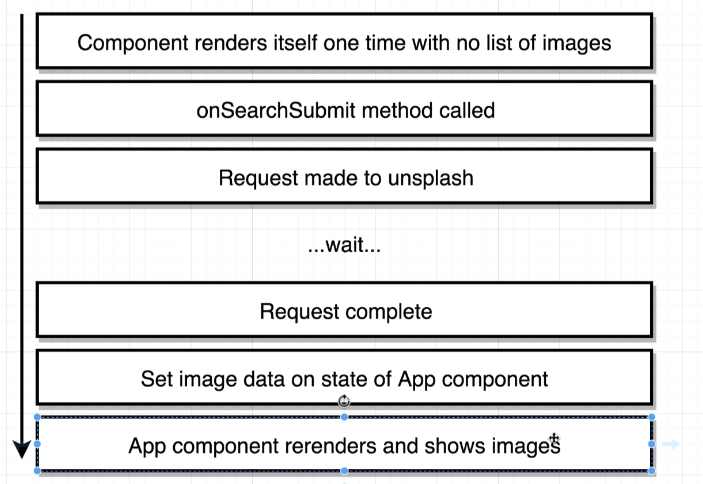 Component renders itself one time with no list of images
onSearchSubmit method called
Request made to unsplash
...wait...
Request complete
Set image data on state of App component
App component rerenders and shows images